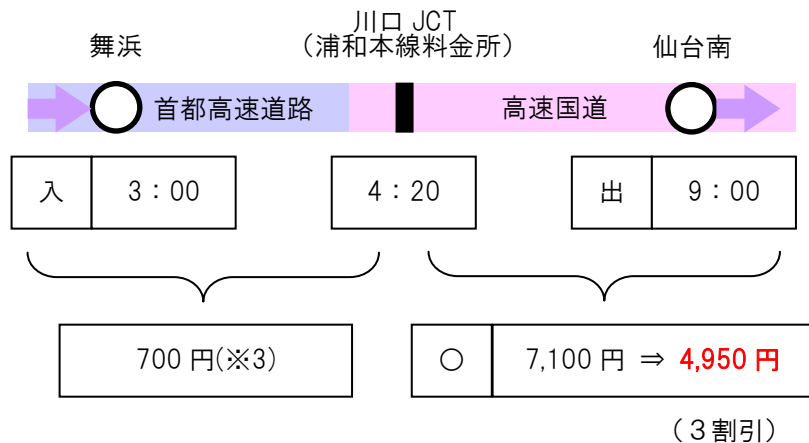 川口 JCT
舞浜 (浦和本線料金所) 仙台南
首都高速道路 高速国道
入 3：00 4：20 出 9：00
700 円(※3) ○ 7,100 円 ⇒ 4,950 円
(３割引)